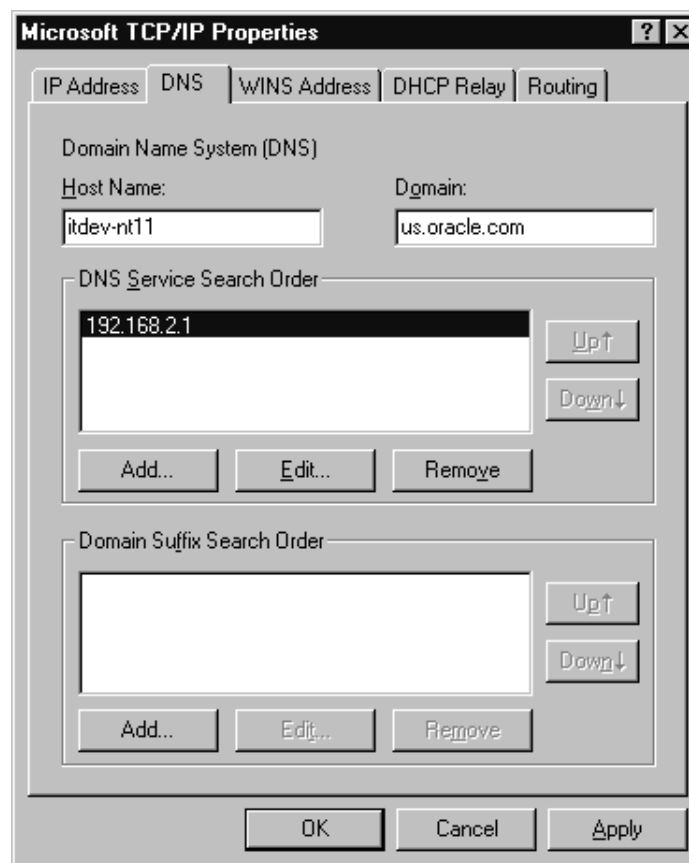 Microsoft TCP/IP Properties ? X
IP Address DNS WINS Address DHCP Relay Routing
Domain Name System (DNS)
Host Name: Domain:
itdev-nt11 us.oracle.com
DNS Service Search Order
192.168.2.1
Up↑
Down↓
Add... Edit... Remove
Domain Suffix Search Order
Up↑
Down↓
Add... Edit... Remove
OK Cancel Apply